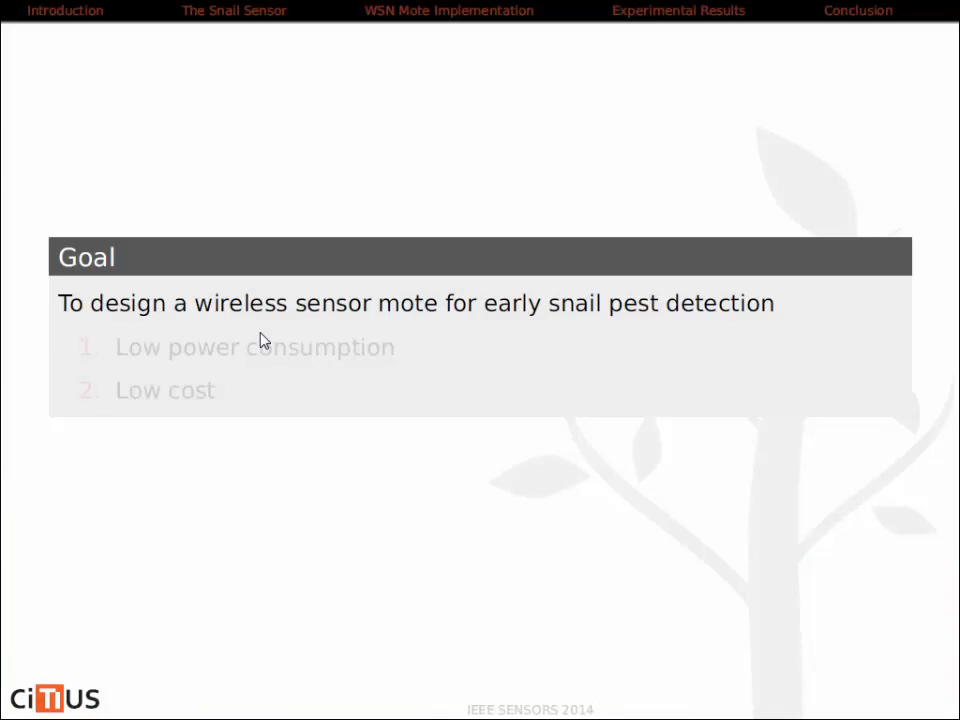 Introduction The Snail Sensor WSN Mote Implementation Experimental Results Conclusion
Goal
To design a wireless sensor mote for early snail pest detection
1. Low power consumption
2. Low cost
CiTIUS
IEEE SENSORS 2014